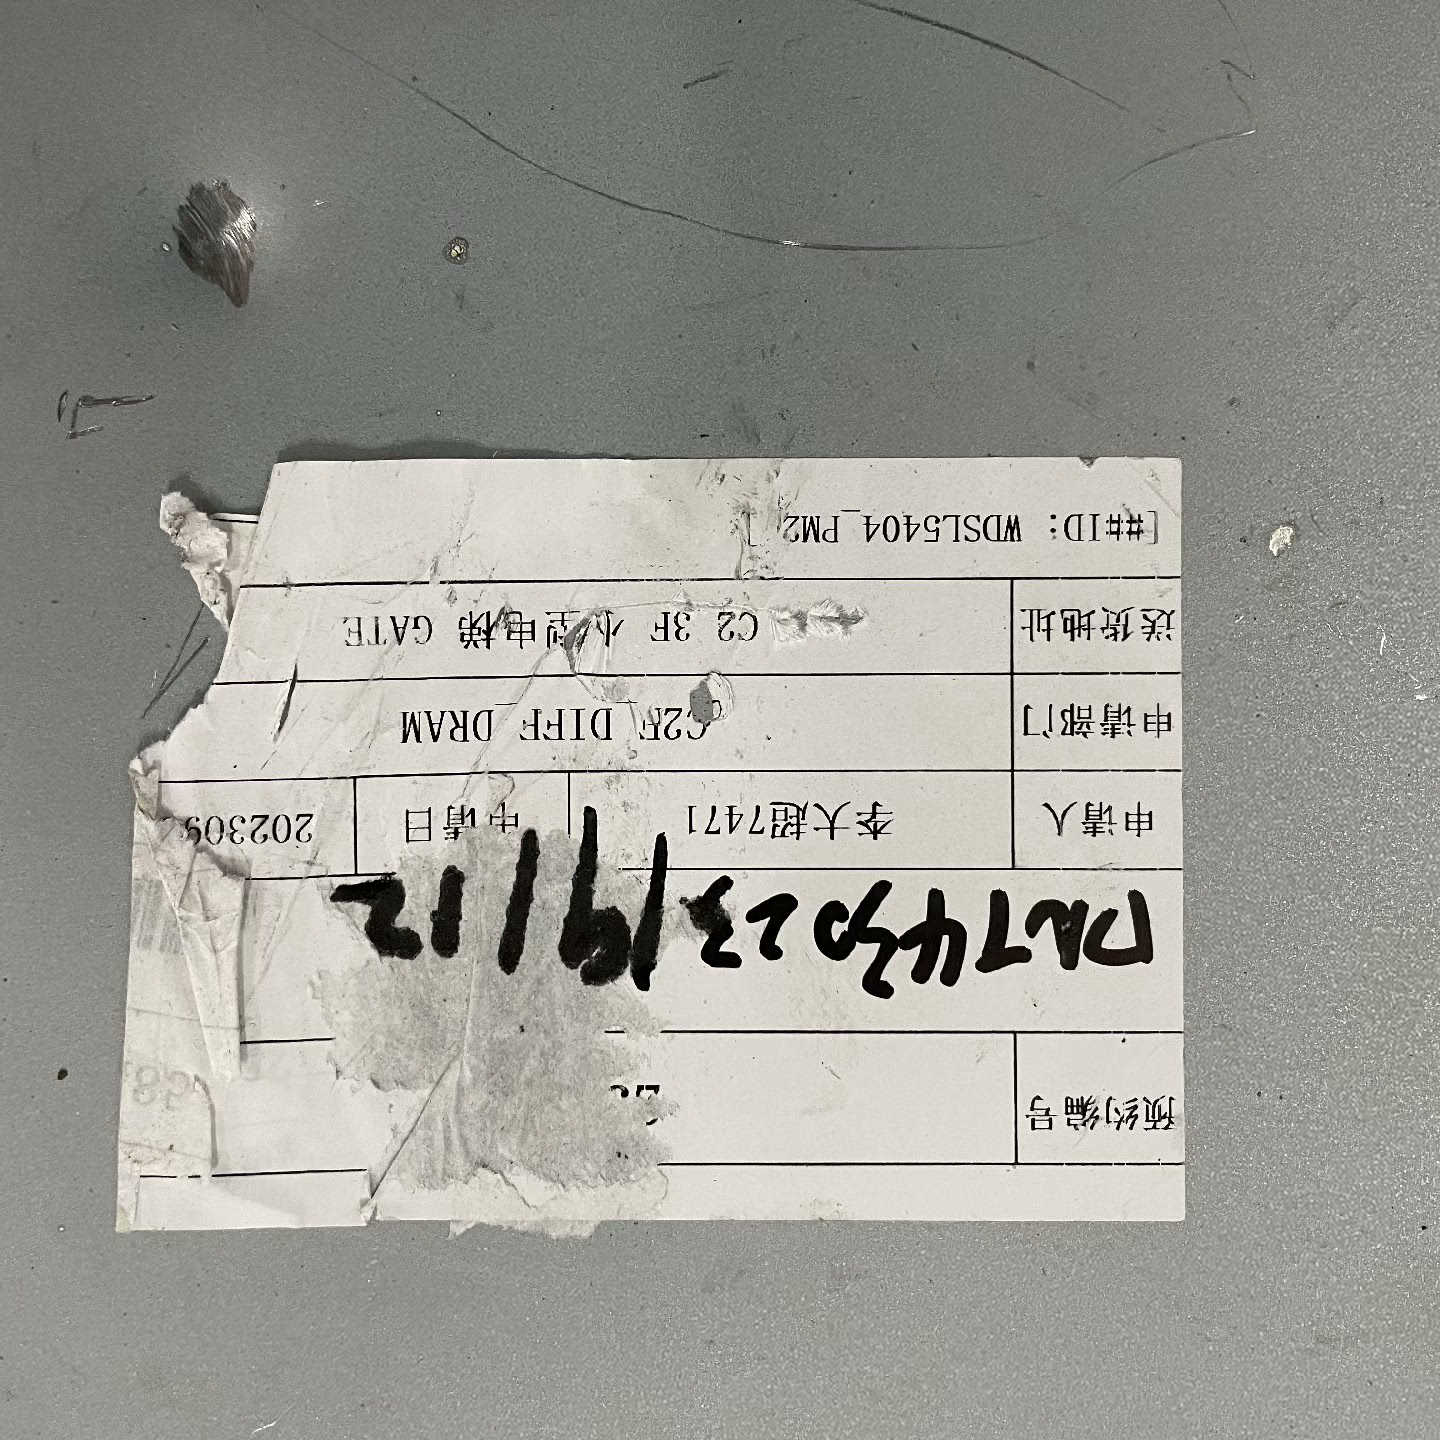 预约编号
DLT430 23/9/12
申请人 李大超7471 申请日 202309
申请部门 C2F_DIFF_DRAM
送货地址 C2 3F 小型电梯 GATE
[##ID: WDSL5404_PM2 ]